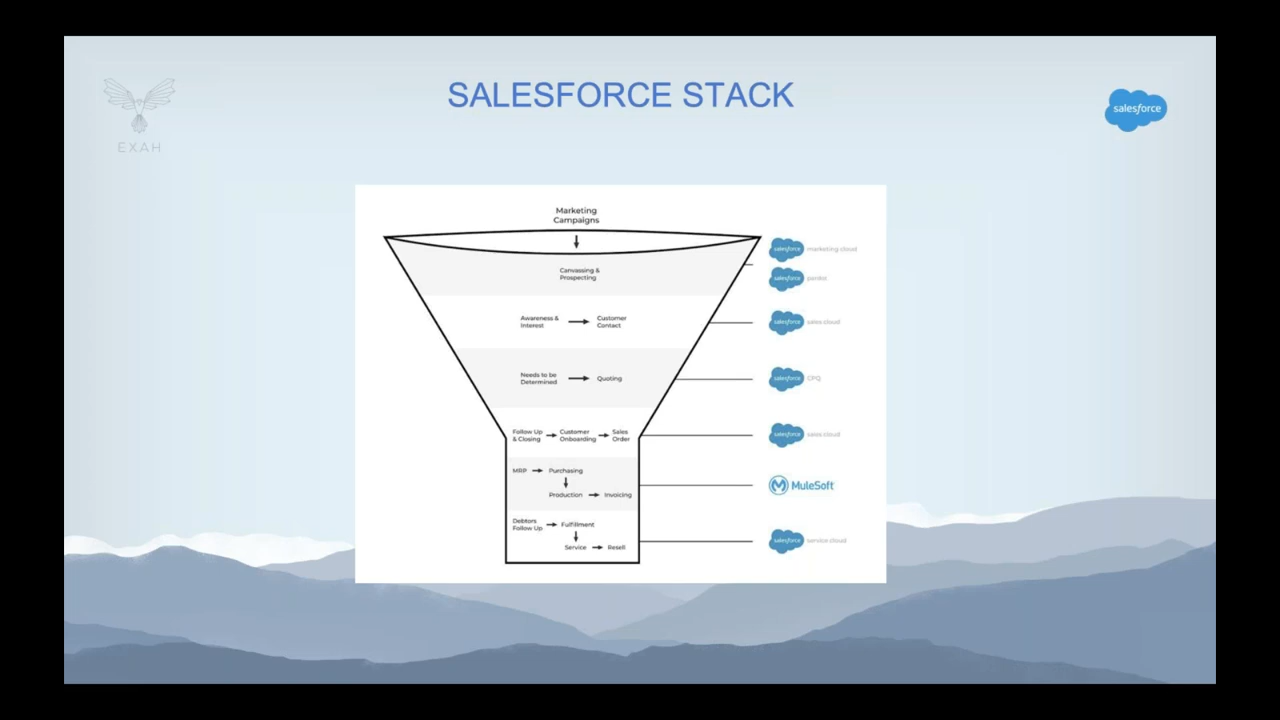 SALESFORCE STACK
EXAH
salesforce
Marketing
Campaigns
Canvassing &
Prospecting
salesforce marketing cloud
salesforce pardot
Awareness &
Interest
Customer
Contact
salesforce sales cloud
Needs to be
Determined
Quoting
salesforce CPQ
Follow Up
& Closing
Customer
Onboarding
Sales
Order
salesforce sales cloud
MRP
Purchasing
Production
Invoicing
MuleSoft
Debtors
Follow Up
Fulfillment
Service
Resell
salesforce service cloud